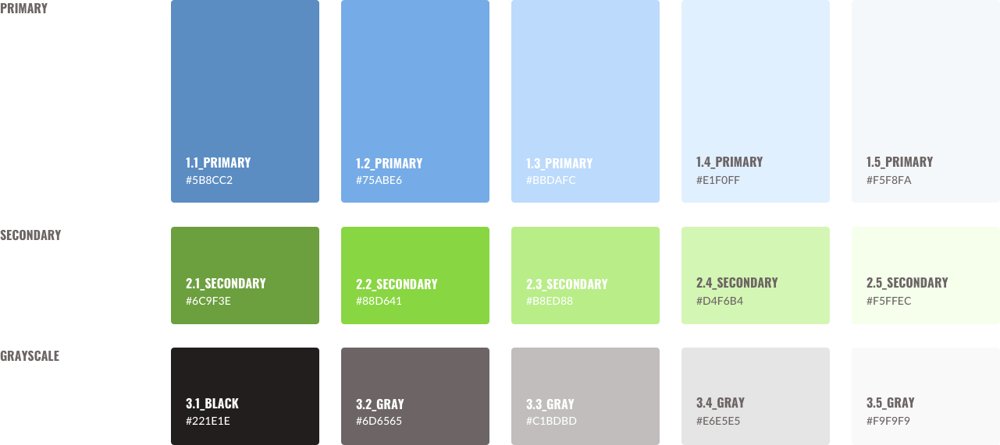 PRIMARY
1.1_PRIMARY
#5B8CC2
1.2_PRIMARY
#75ABE6
1.3_PRIMARY
#BBDAFC
1.4_PRIMARY
#E1F0FF
1.5_PRIMARY
#F5F8FA
SECONDARY
2.1_SECONDARY
#6C9F3E
2.2_SECONDARY
#88D641
2.3_SECONDARY
#B8ED88
2.4_SECONDARY
#D4F6B4
2.5_SECONDARY
#F5FFEC
GRAYSCALE
3.1_BLACK
#221E1E
3.2_GRAY
#6D6565
3.3_GRAY
#C1BDBD
3.4_GRAY
#E6E5E5
3.5_GRAY
#F9F9F9